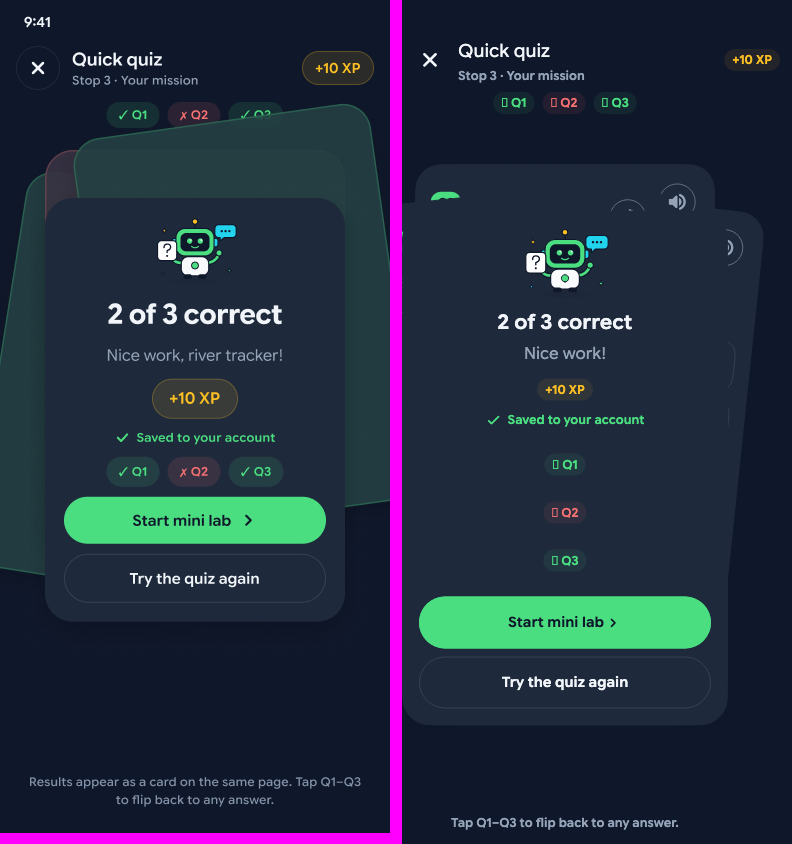 9:41
Quick quiz
Stop 3 · Your mission
+10 XP
✓ Q1
✗ Q2
✓ Q3
?
2 of 3 correct
Nice work, river tracker!
+10 XP
✓ Saved to your account
✓ Q1
✗ Q2
✓ Q3
Start mini lab
Try the quiz again
Results appear as a card on the same page. Tap Q1–Q3
to flip back to any answer.
Quick quiz
Stop 3 · Your mission
+10 XP
▯ Q1
▯ Q2
▯ Q3
?
2 of 3 correct
Nice work!
+10 XP
✓ Saved to your account
▯ Q1
▯ Q2
▯ Q3
Start mini lab ›
Try the quiz again
Tap Q1–Q3 to flip back to any answer.